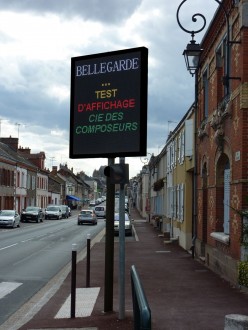 BELLEGARDE
...
TEST
D'AFFICHAGE
CIE DES
COMPOSEURS